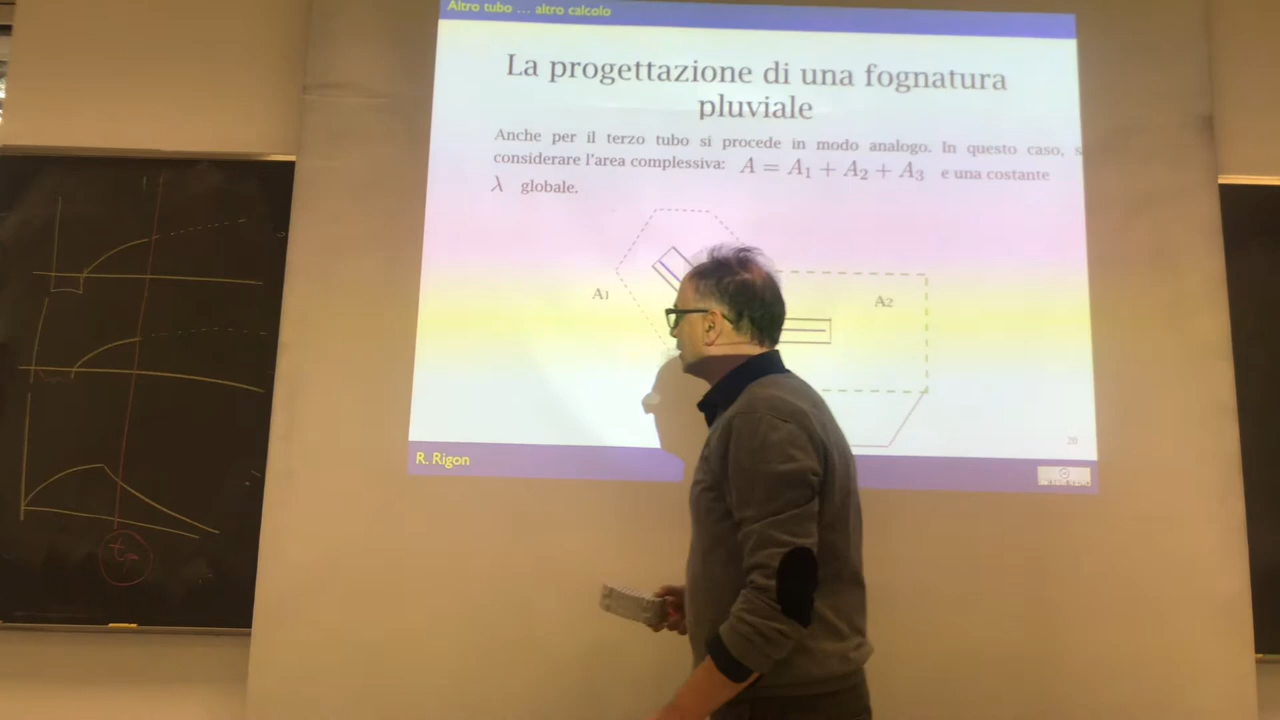 Altro tubo ... altro calcolo
La progettazione di una fognatura
pluviale
Anche per il terzo tubo si procede in modo analogo. In questo caso, s
considerare l'area complessiva: A = A₁ + A₂ + A₃ e una costante
λ globale.
A1
A2
28
R. Rigon